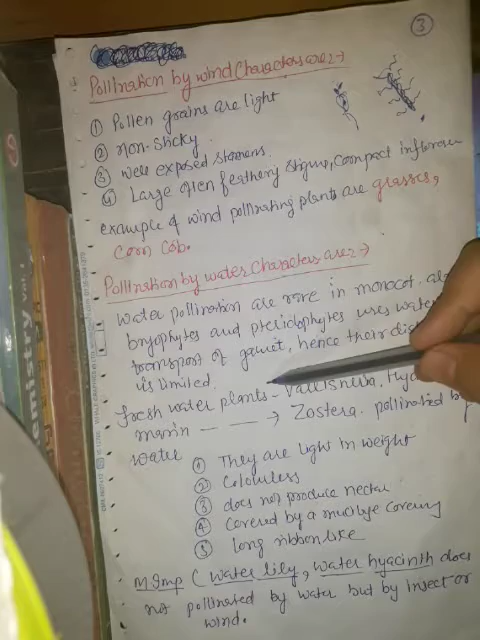 3
Pollination by wind Characters are:→
① Pollen grains are light
② non-sticky
③ well exposed stamens
④ Large often feathery stigma, compact
example of wind pollinating plants are grasses,
Corn Cob.
Pollination by water characters are:→
Water pollination are rare in monocot, also
bryophytes and pteridophytes uses water
transport of gamet, hence their
is limited.
fresh water plants - Vallisneria,
marin — — → Zostera. pollinated by
water
① They are light in weight
② Colourless
③ does not produce nectar
④ Covered by a covering
⑤ long ribbon like
M.Imp ( Water lily, water hyacinth does
not pollinated by water but by insect or
wind.
Chemistry